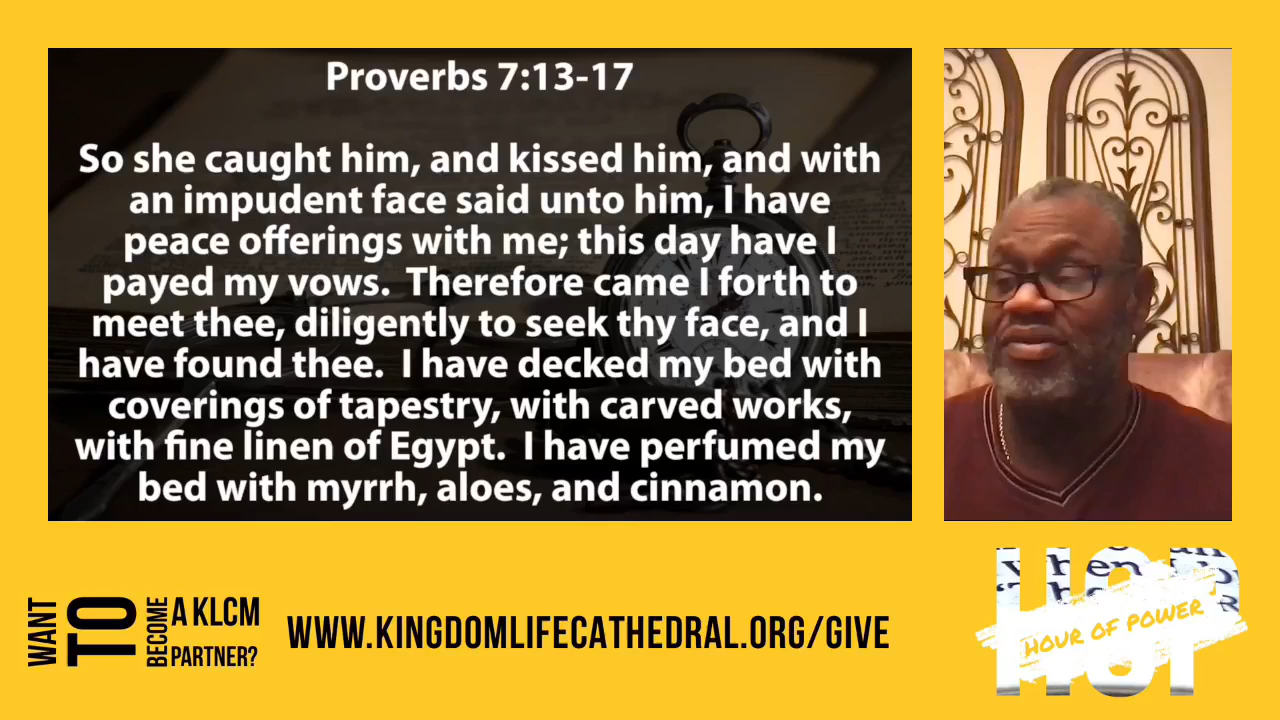 Proverbs 7:13-17
So she caught him, and kissed him, and with
an impudent face said unto him, I have
peace offerings with me; this day have I
payed my vows.  Therefore came I forth to
meet thee, diligently to seek thy face, and I
have found thee.  I have decked my bed with
coverings of tapestry, with carved works,
with fine linen of Egypt.  I have perfumed my
bed with myrrh, aloes, and cinnamon.
WANT
TO
BECOME
A KLCM
PARTNER?
WWW.KINGDOMLIFECATHEDRAL.ORG/GIVE
HOP
HOUR OF POWER